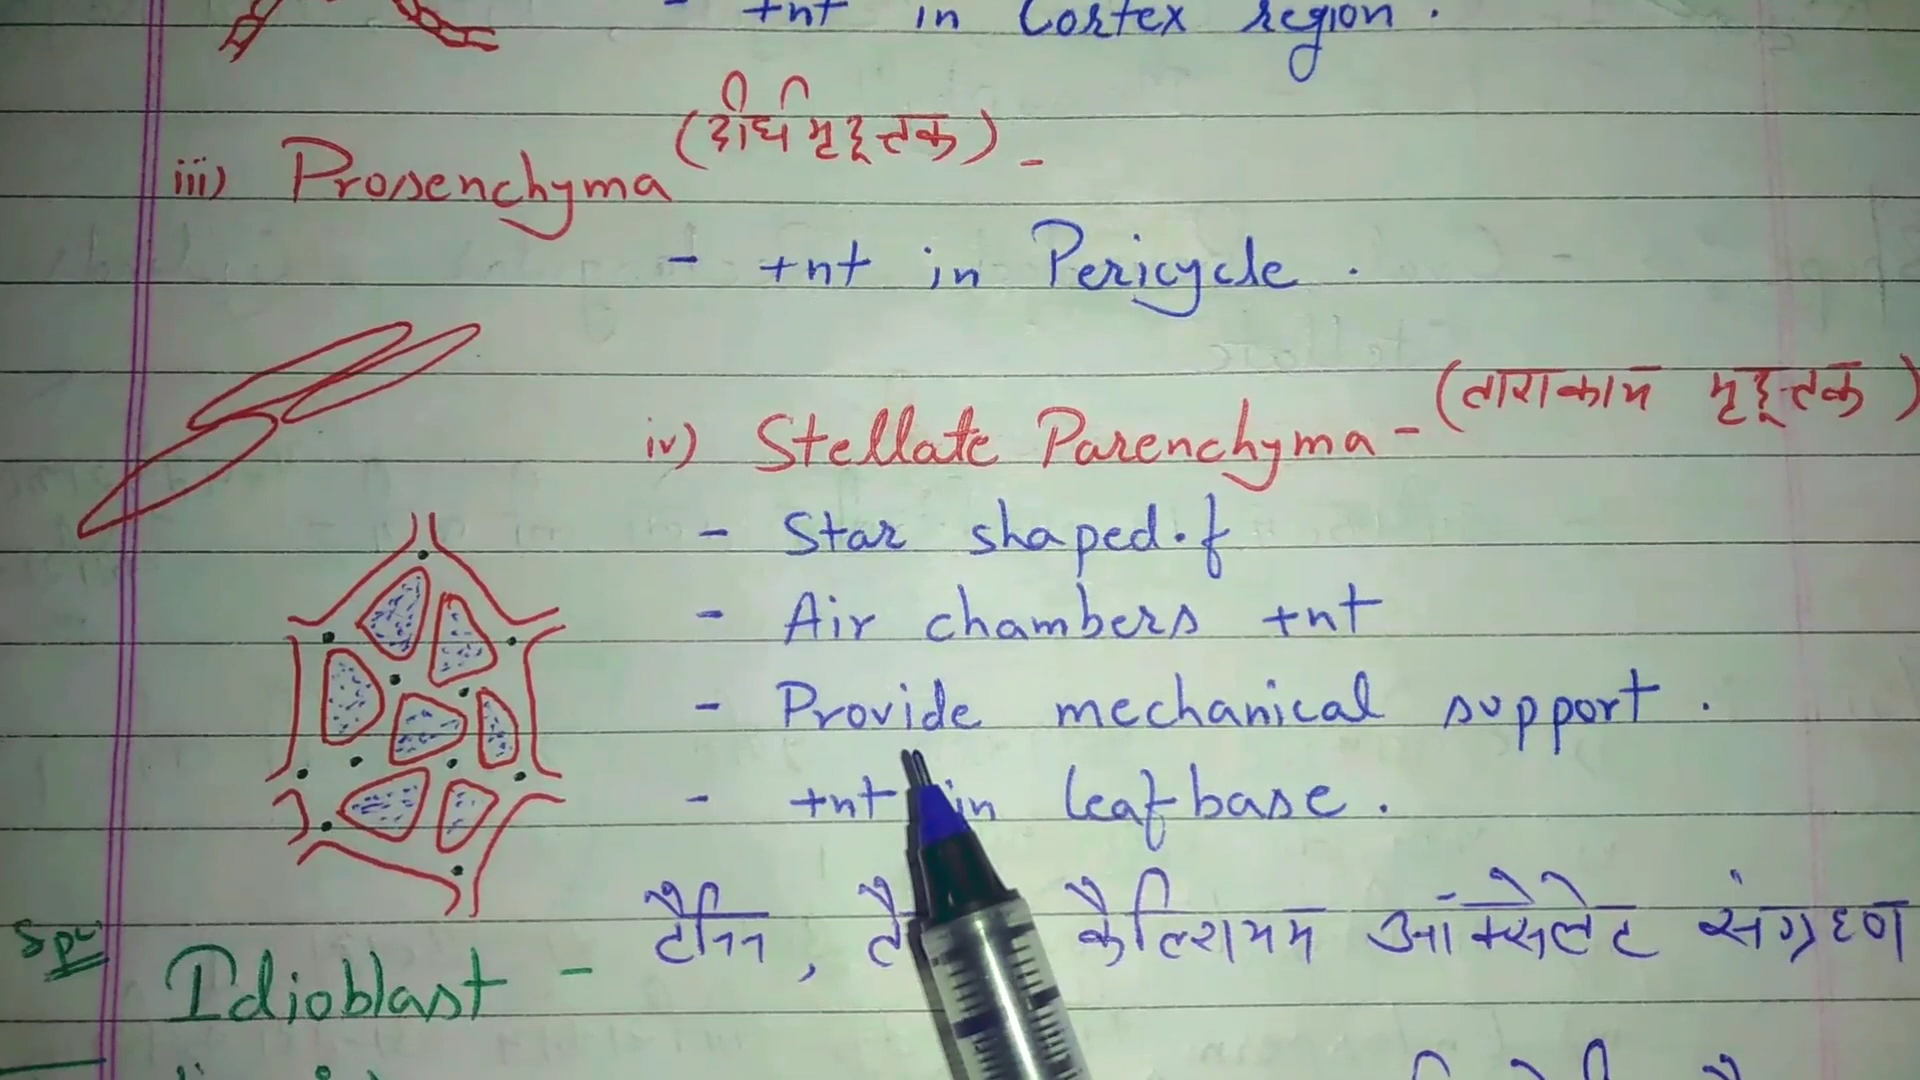 - +nt in Cortex region.
iii) Prosenchyma (दीर्घ मृदूतक) -
- +nt in Pericycle.
iv) Stellate Parenchyma - (ताराकाय मृदूतक)
- Star shaped.
- Air chambers +nt
- Provide mechanical support.
- +nt in leaf base.
Spc
Idioblast - टैनिन, कैल्शियम ऑक्सेलेट संग्रहण